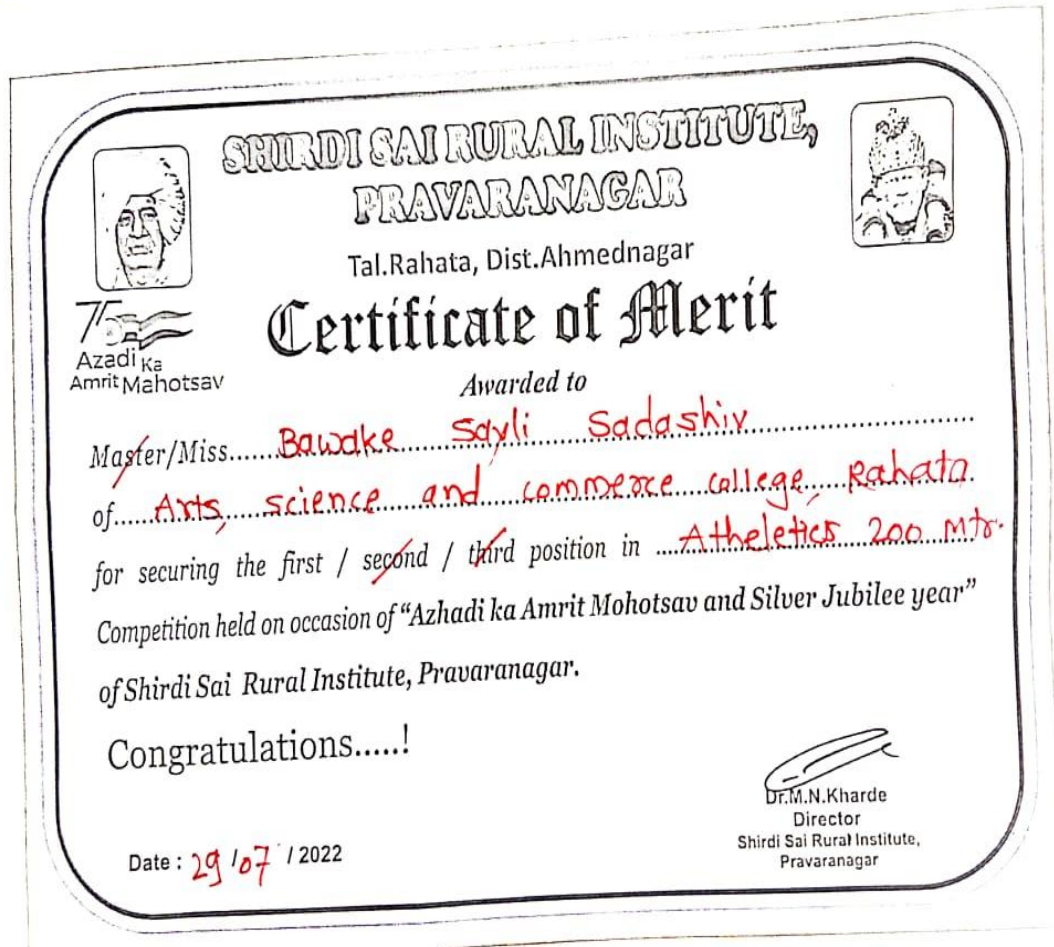 SHIRDI SAI RURAL INSTITUTE,
PRAVARANAGAR
Tal.Rahata, Dist.Ahmednagar
Certificate of Merit
75
Azadi Ka
Amrit Mahotsav
Awarded to
Master/Miss.......Bawake Sayli Sadashiv
of......Arts, science and commerce college, Rahata
for securing the first / second / third position in ....Atheletics 200 Mtr.
Competition held on occasion of “Azhadi ka Amrit Mohotsav and Silver Jubilee year”
of Shirdi Sai Rural Institute, Pravaranagar.
Congratulations.....!
Dr.M.N.Kharde
Director
Shirdi Sai Rural Institute,
Pravaranagar
Date : 29 / 07 / 2022